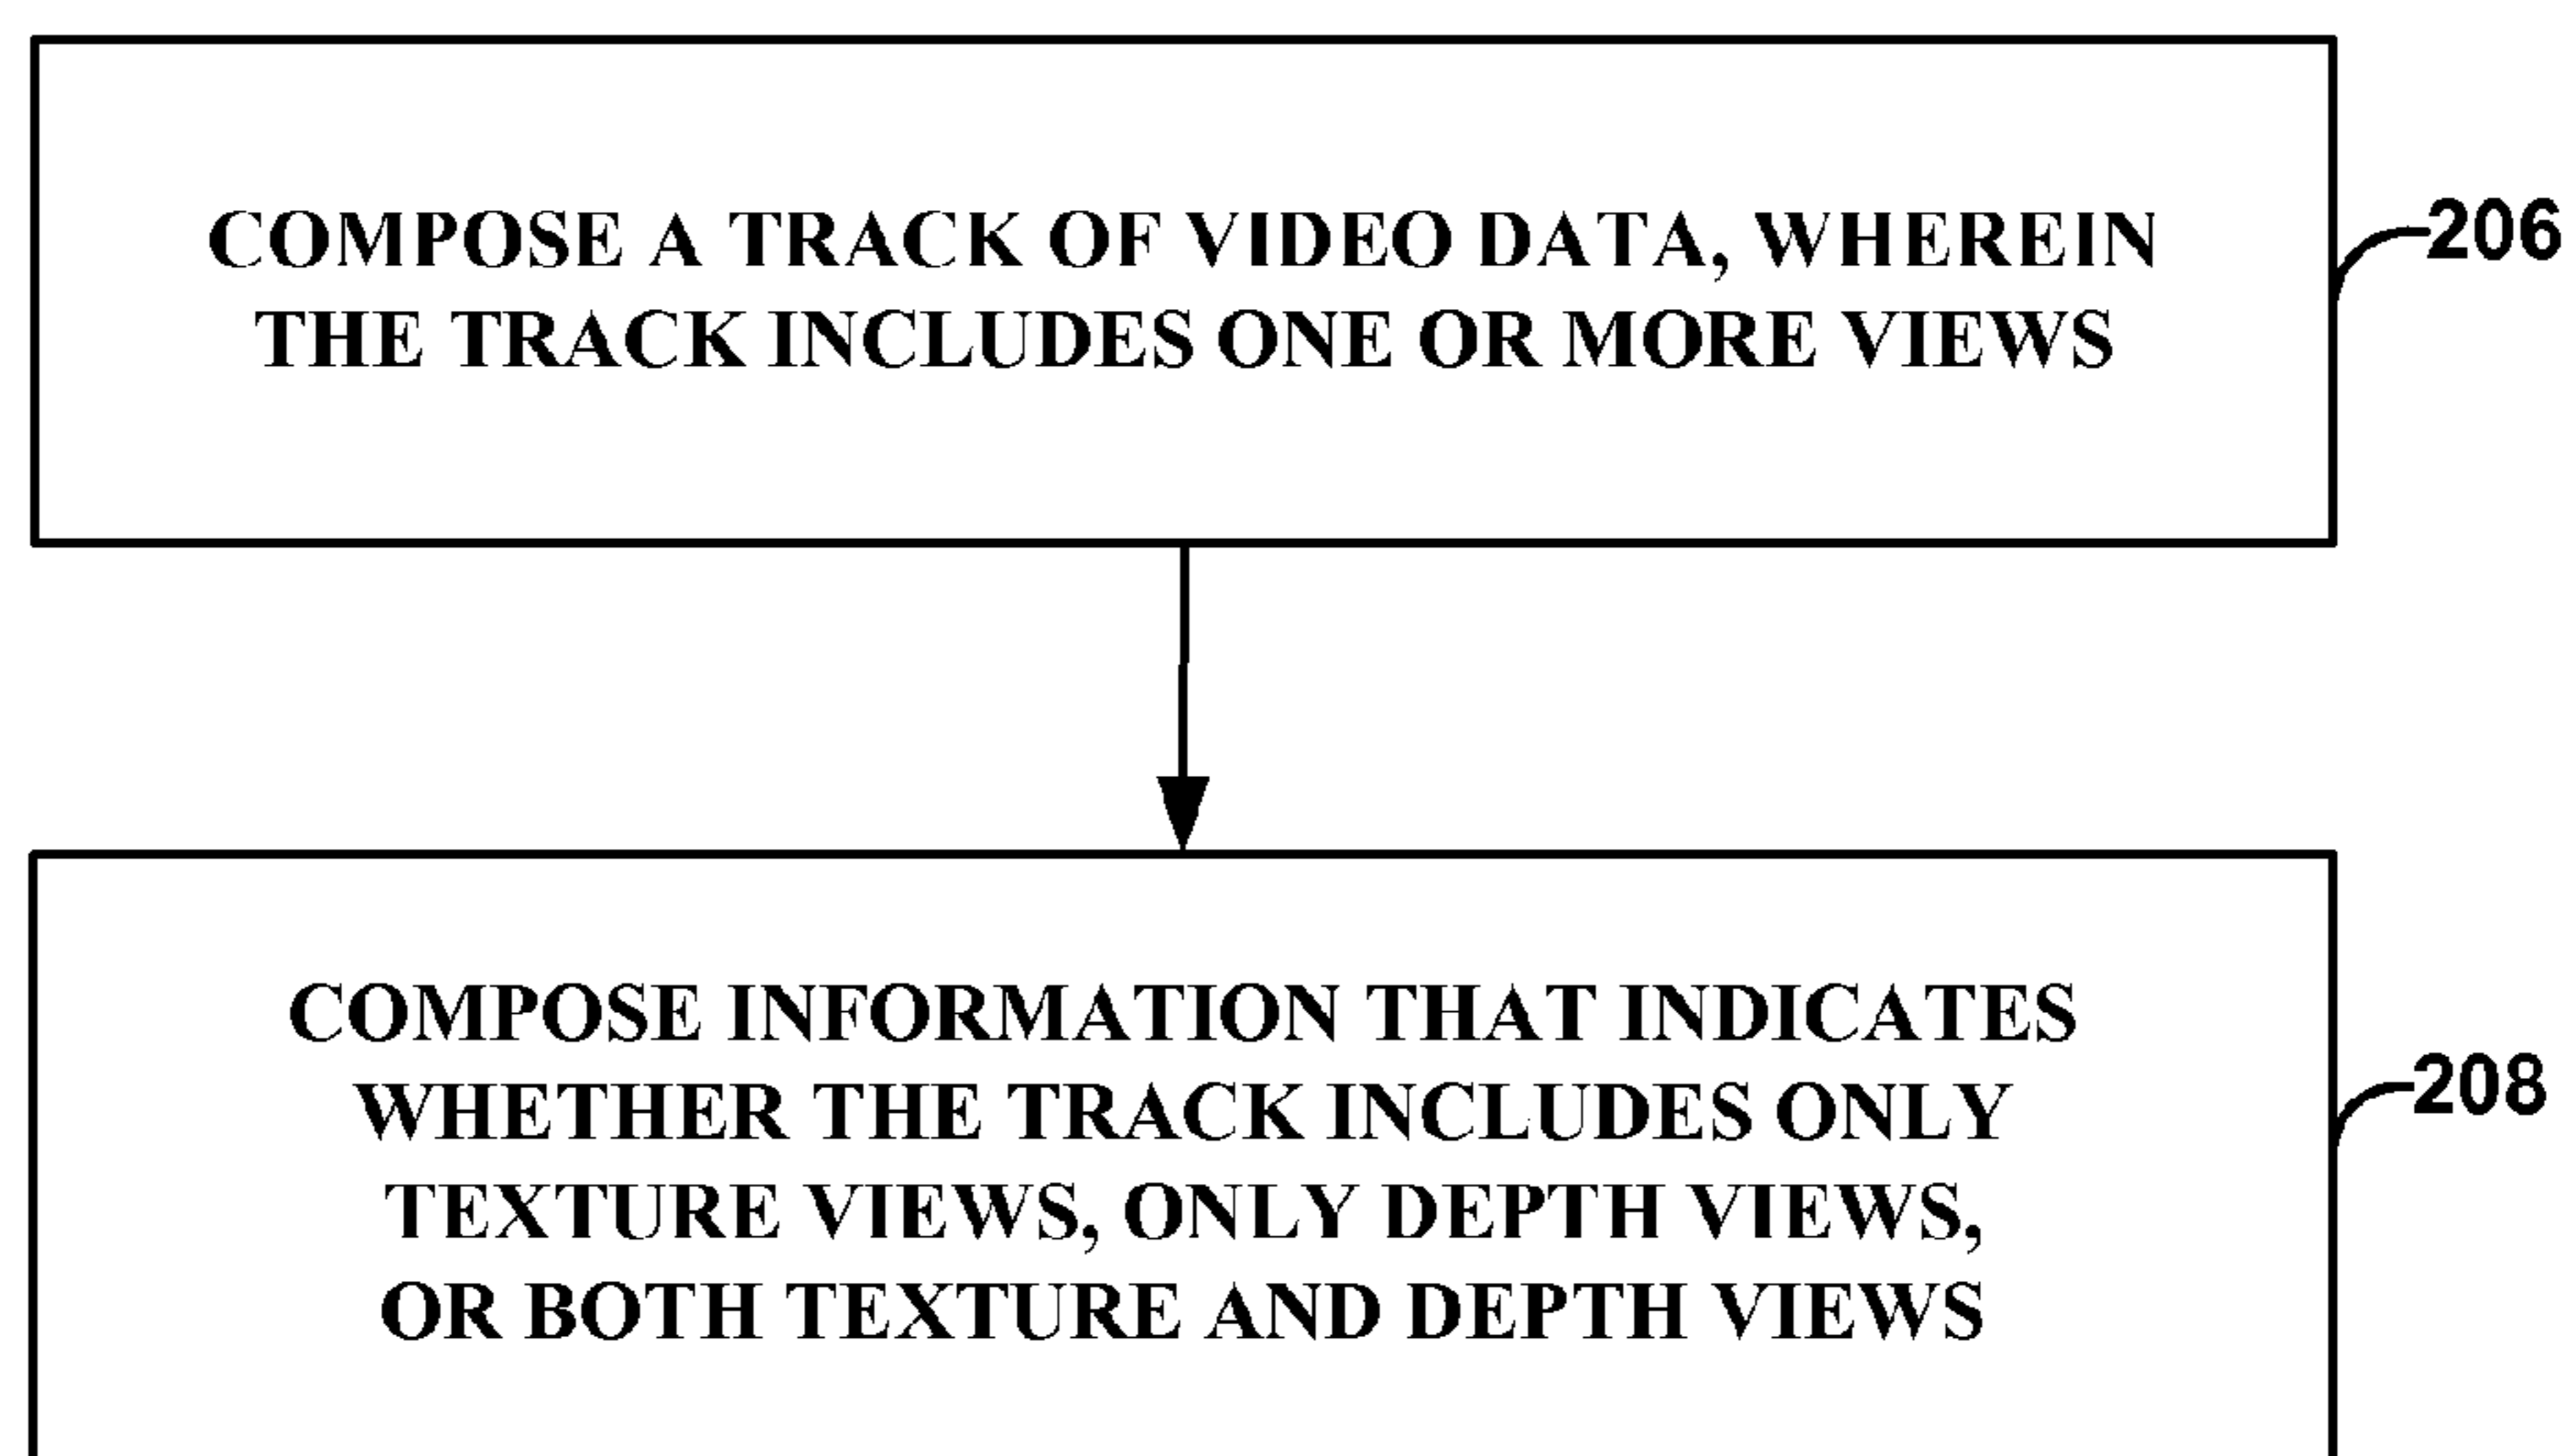 COMPOSE A TRACK OF VIDEO DATA, WHEREIN
THE TRACK INCLUDES ONE OR MORE VIEWS
206
COMPOSE INFORMATION THAT INDICATES
WHETHER THE TRACK INCLUDES ONLY
TEXTURE VIEWS, ONLY DEPTH VIEWS,
OR BOTH TEXTURE AND DEPTH VIEWS
208